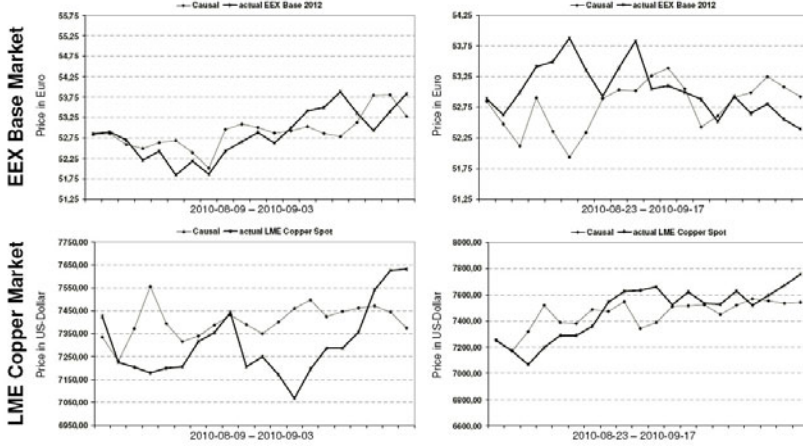 EEX Base Market
Causal actual EEX Base 2012
Price in Euro
55,75
55,25
54,75
54,25
53,75
53,25
52,75
52,25
51,75
51,25
2010-08-09 – 2010-09-03
Causal actual EEX Base 2012
Price in Euro
54,25
53,75
53,25
52,75
52,25
51,75
51,25
2010-08-23 – 2010-09-17
LME Copper Market
Causal actual LME Copper Spot
Price in US-Dollar
7750,00
7650,00
7550,00
7450,00
7350,00
7250,00
7150,00
7050,00
6950,00
2010-08-09 – 2010-09-03
Causal actual LME Copper Spot
Price in US-Dollar
8000,00
7800,00
7600,00
7400,00
7200,00
7000,00
6800,00
6600,00
2010-08-23 – 2010-09-17